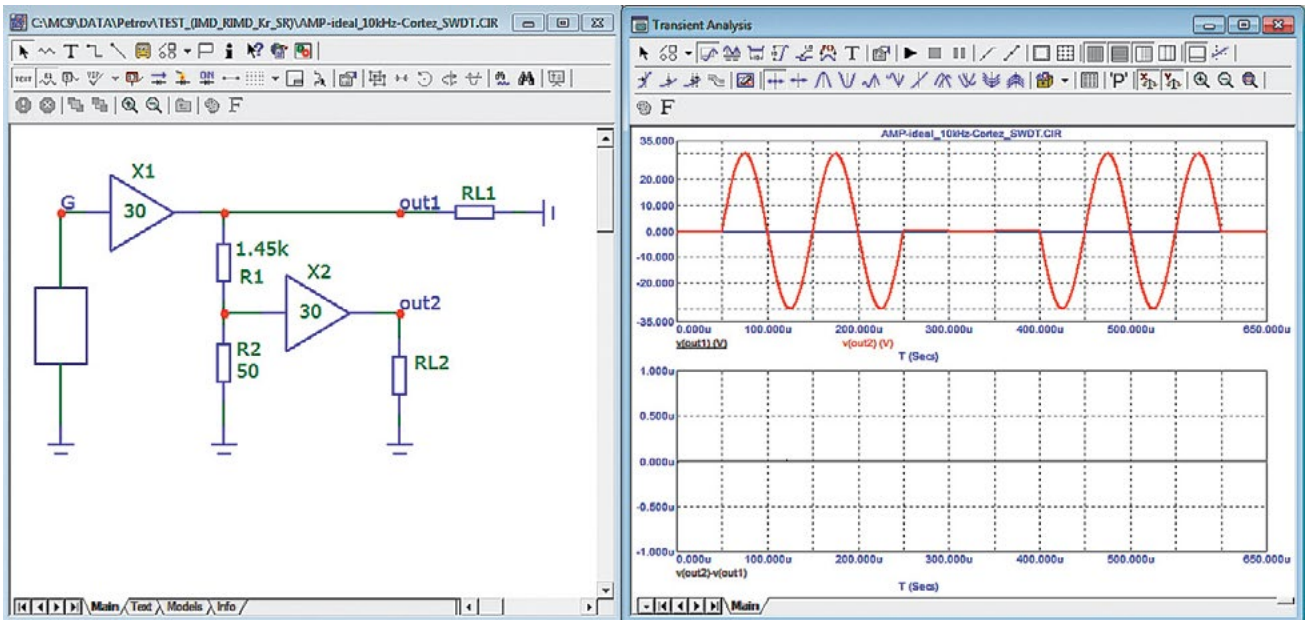 C:\MC9\DATA\Petrov\TEST_(IMD_RIMD_Kr_SR)\AMP-ideal_10kHz-Cortez_SWDT.CIR
T
TEXT
ON
F
G
X1
30
out1
RL1
1.45k
R1
X2
30
out2
R2
50
RL2
Main
Text
Models
Info
Transient Analysis
T
'P'
F
AMP-ideal_10kHz-Cortez_SWDT.CIR
35.000
20.000
10.000
0.000
-10.000
-20.000
-35.000
0.000u 100.000u 200.000u 300.000u 400.000u 500.000u 650.000u
v(out1) (V) v(out2) (V)
T (Secs)
1.000u
0.500u
0.000u
-0.500u
-1.000u
0.000u 100.000u 200.000u 300.000u 400.000u 500.000u 650.000u
v(out2)-v(out1)
T (Secs)
Main